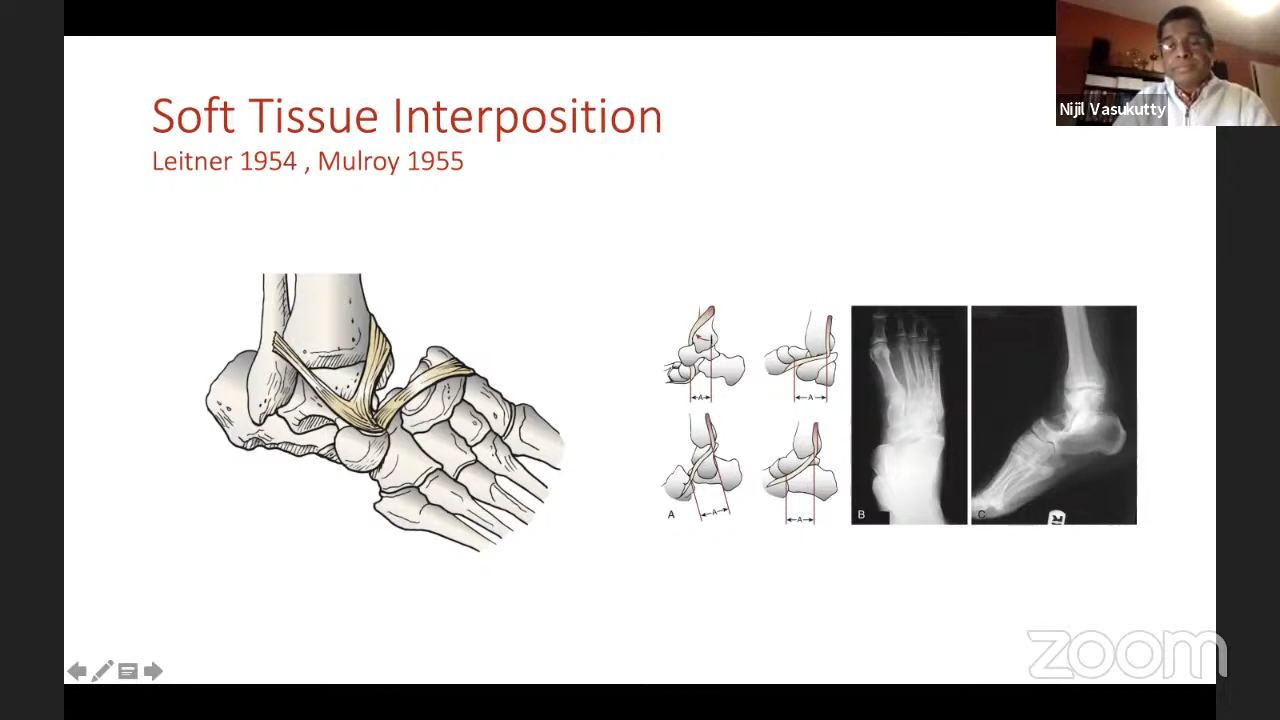 Nijil Vasukutty
Soft Tissue Interposition
Leitner 1954 , Mulroy 1955
A
A
A
A
A
B
C
zoom